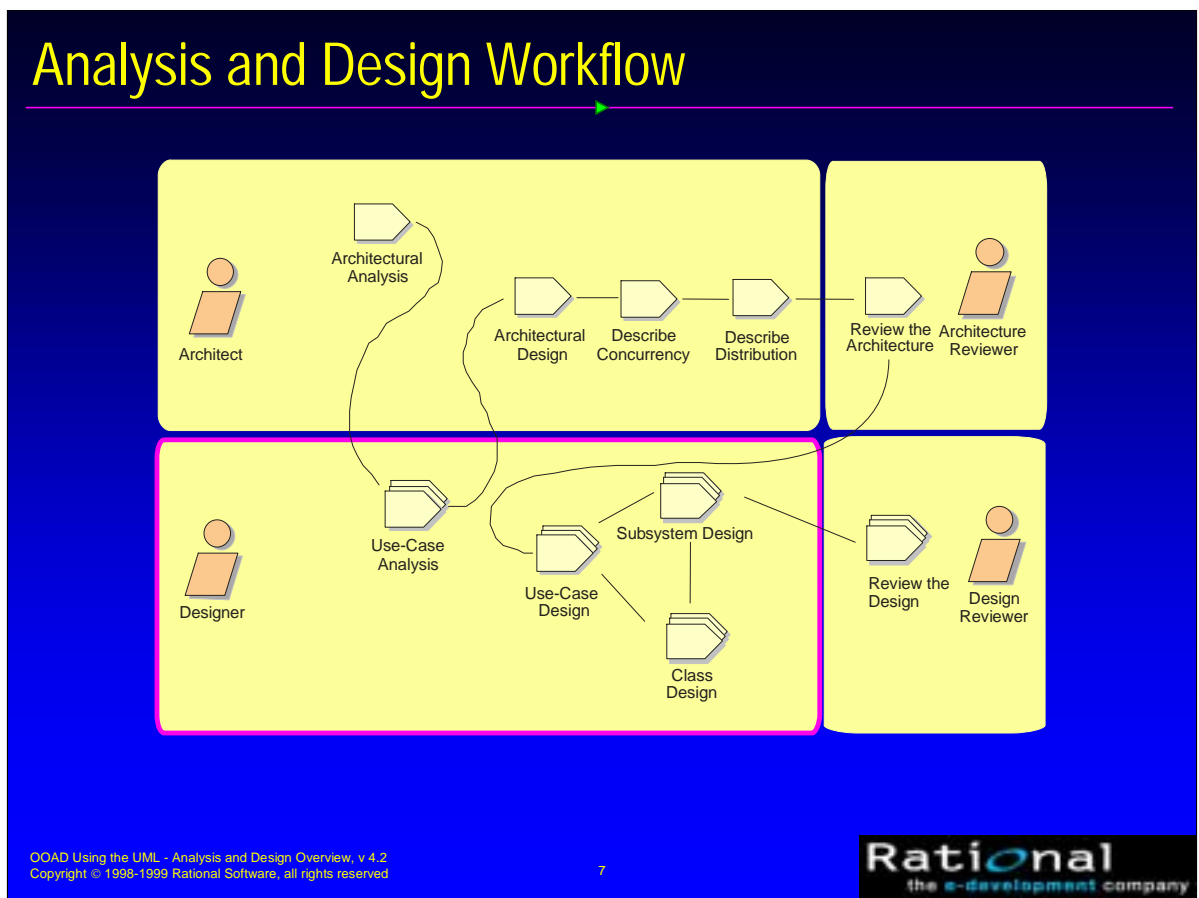 Analysis and Design Workflow
Architectural
Analysis
Architect
Architectural
Design
Describe
Concurrency
Describe
Distribution
Review the
Architecture
Architecture
Reviewer
Designer
Use-Case
Analysis
Use-Case
Design
Subsystem Design
Class
Design
Review the
Design
Design
Reviewer
OOAD Using the UML - Analysis and Design Overview, v 4.2
Copyright © 1998-1999 Rational Software, all rights reserved
7
Rational
the e-development company